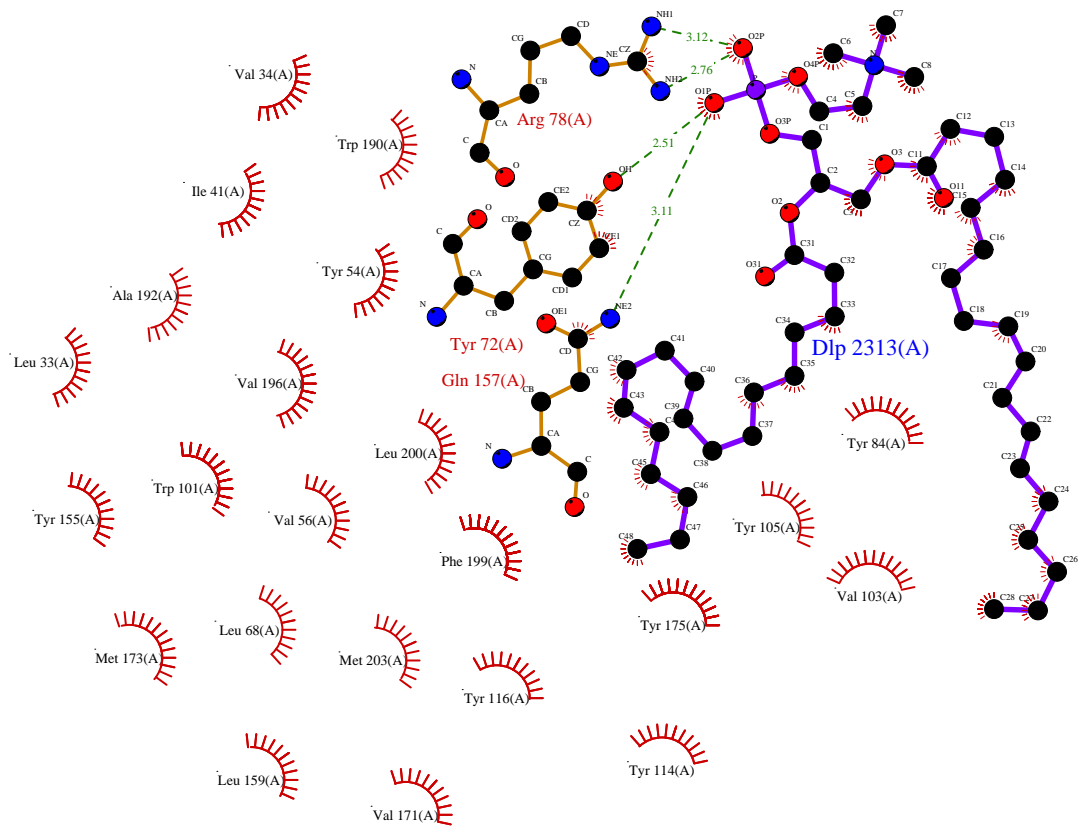 NH1
C7
CD
O2P
C6
CG
3.12
O4P
NE
CZ
N
N
C8
2.76
NH2
O1P
P
C4
C5
Val 34(A)
CB
CA
Arg 78(A)
O3P
C1
C12
C13
Trp 190(A)
C
O
2.51
O3
C11
C14
OH
C2
O11
Ile 41(A)
CE2
CZ
C15
O
CD2
3.11
O2
C
CE1
C16
CG
C31
C32
Tyr 54(A)
CA
CD1
O31
C17
Ala 192(A)
N
CB
NE2
C33
C18
C19
OE1
C34
Tyr 72(A)
CD
C41
Dlp 2313(A)
C20
Leu 33(A)
C42
C35
Val 196(A)
Gln 157(A)
CG
C40
C21
CB
C43
C36
C39
C22
Tyr 84(A)
Leu 200(A)
CA
C37
C38
C23
N
C
C45
Trp 101(A)
C46
C24
Tyr 155(A)
Val 56(A)
O
Tyr 105(A)
C47
C25
C48
Phe 199(A)
C26
Val 103(A)
C28
Leu 68(A)
Tyr 175(A)
Met 173(A)
Met 203(A)
Tyr 116(A)
Leu 159(A)
Tyr 114(A)
Val 171(A)